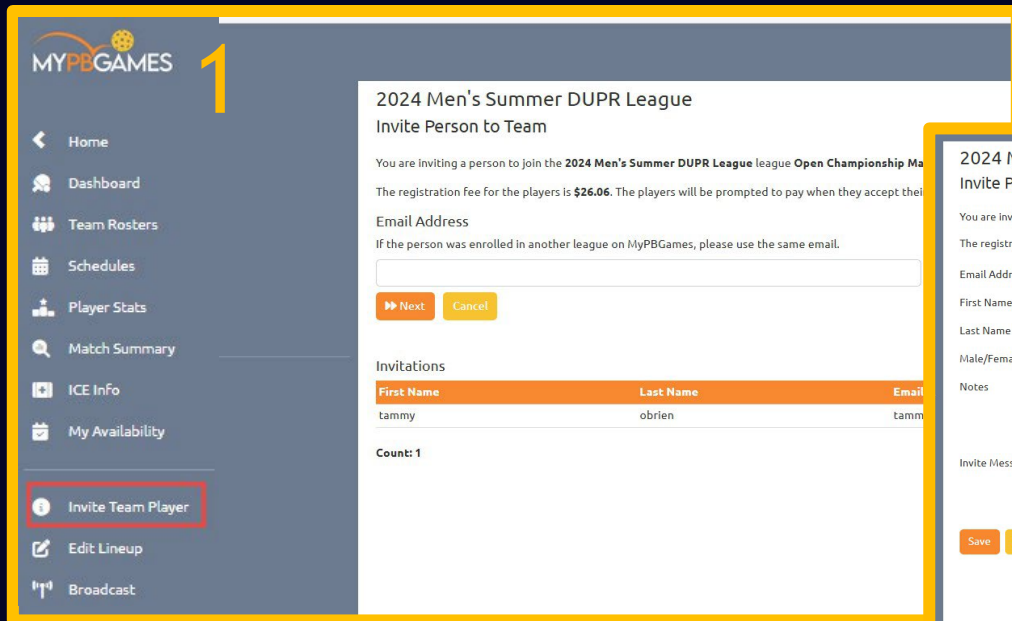 MYPBGAMES
1
Home
Dashboard
Team Rosters
Schedules
Player Stats
Match Summary
ICE Info
My Availability
Invite Team Player
Edit Lineup
Broadcast
2024 Men's Summer DUPR League
Invite Person to Team
You are inviting a person to join the 2024 Men's Summer DUPR League league Open Championship Ma
The registration fee for the players is $26.06. The players will be prompted to pay when they accept thei
Email Address
If the person was enrolled in another league on MyPBGames, please use the same email.
Next Cancel
Invitations
First Name Last Name Email
tammy obrien tamm
Count: 1
2024 M
Invite P
You are inv
The registr
Email Addr
First Name
Last Name
Male/Fema
Notes
Invite Mess
Save